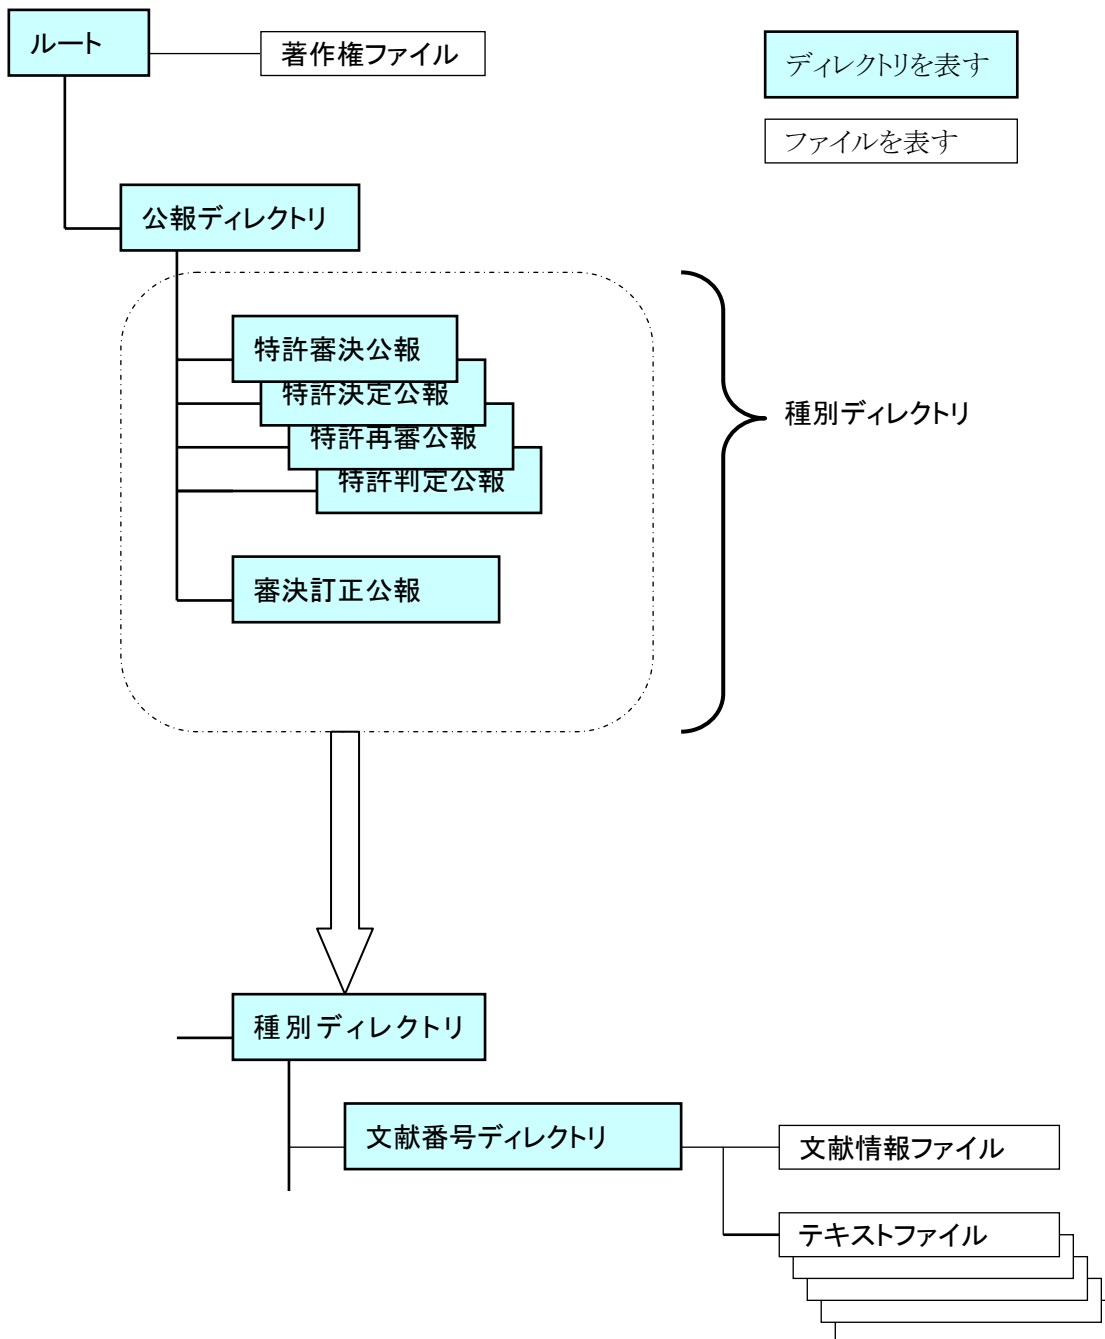 ルート
著作権ファイル
ディレクトリを表す
ファイルを表す
公報ディレクトリ
特許審決公報
特許決定公報
特許再審公報
特許判定公報
種別ディレクトリ
審決訂正公報
種別ディレクトリ
文献番号ディレクトリ
文献情報ファイル
テキストファイル